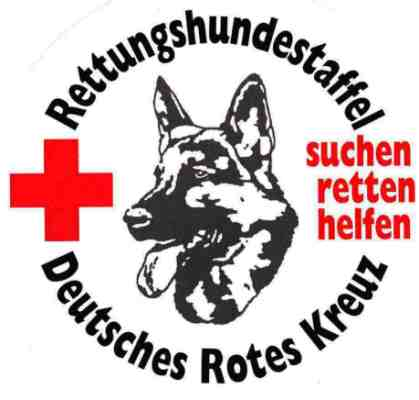 Rettungshundestaffel
suchen
retten
helfen
Deutsches Rotes Kreuz